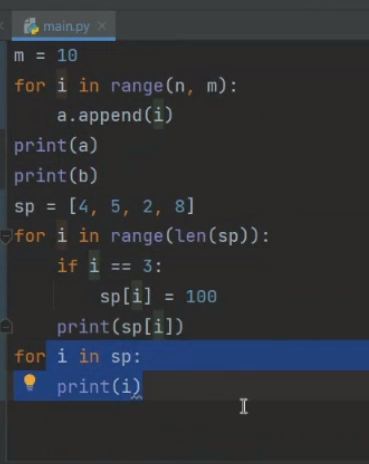 main.py
m = 10
for i in range(n, m):
    a.append(i)
print(a)
print(b)
sp = [4, 5, 2, 8]
for i in range(len(sp)):
    if i == 3:
        sp[i] = 100
    print(sp[i])
for i in sp:
    print(i)